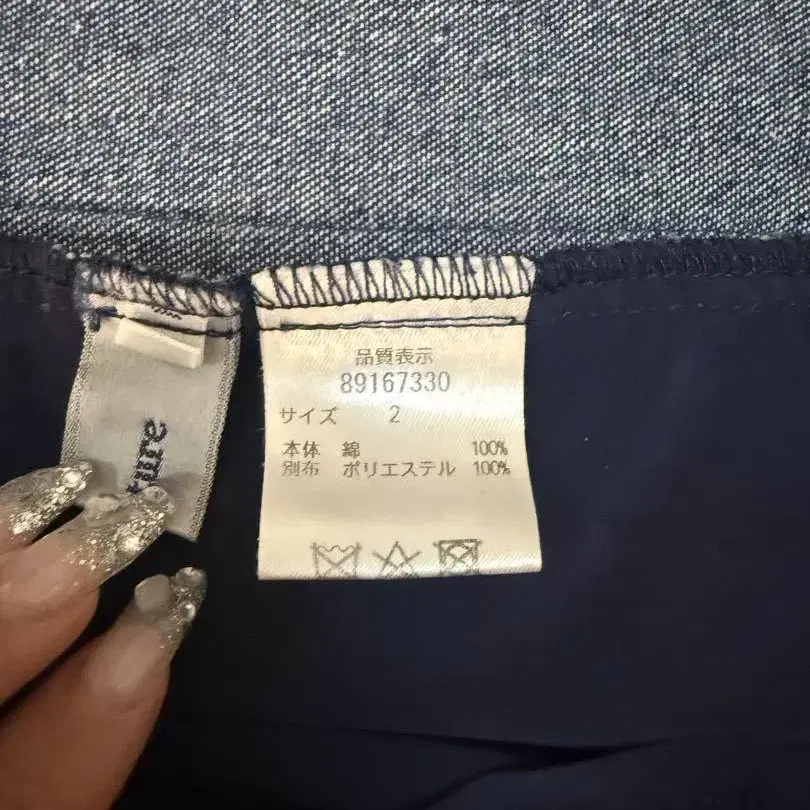 品質表示
89167330
サイズ 2
本体 綿 100%
別布 ポリエステル 100%